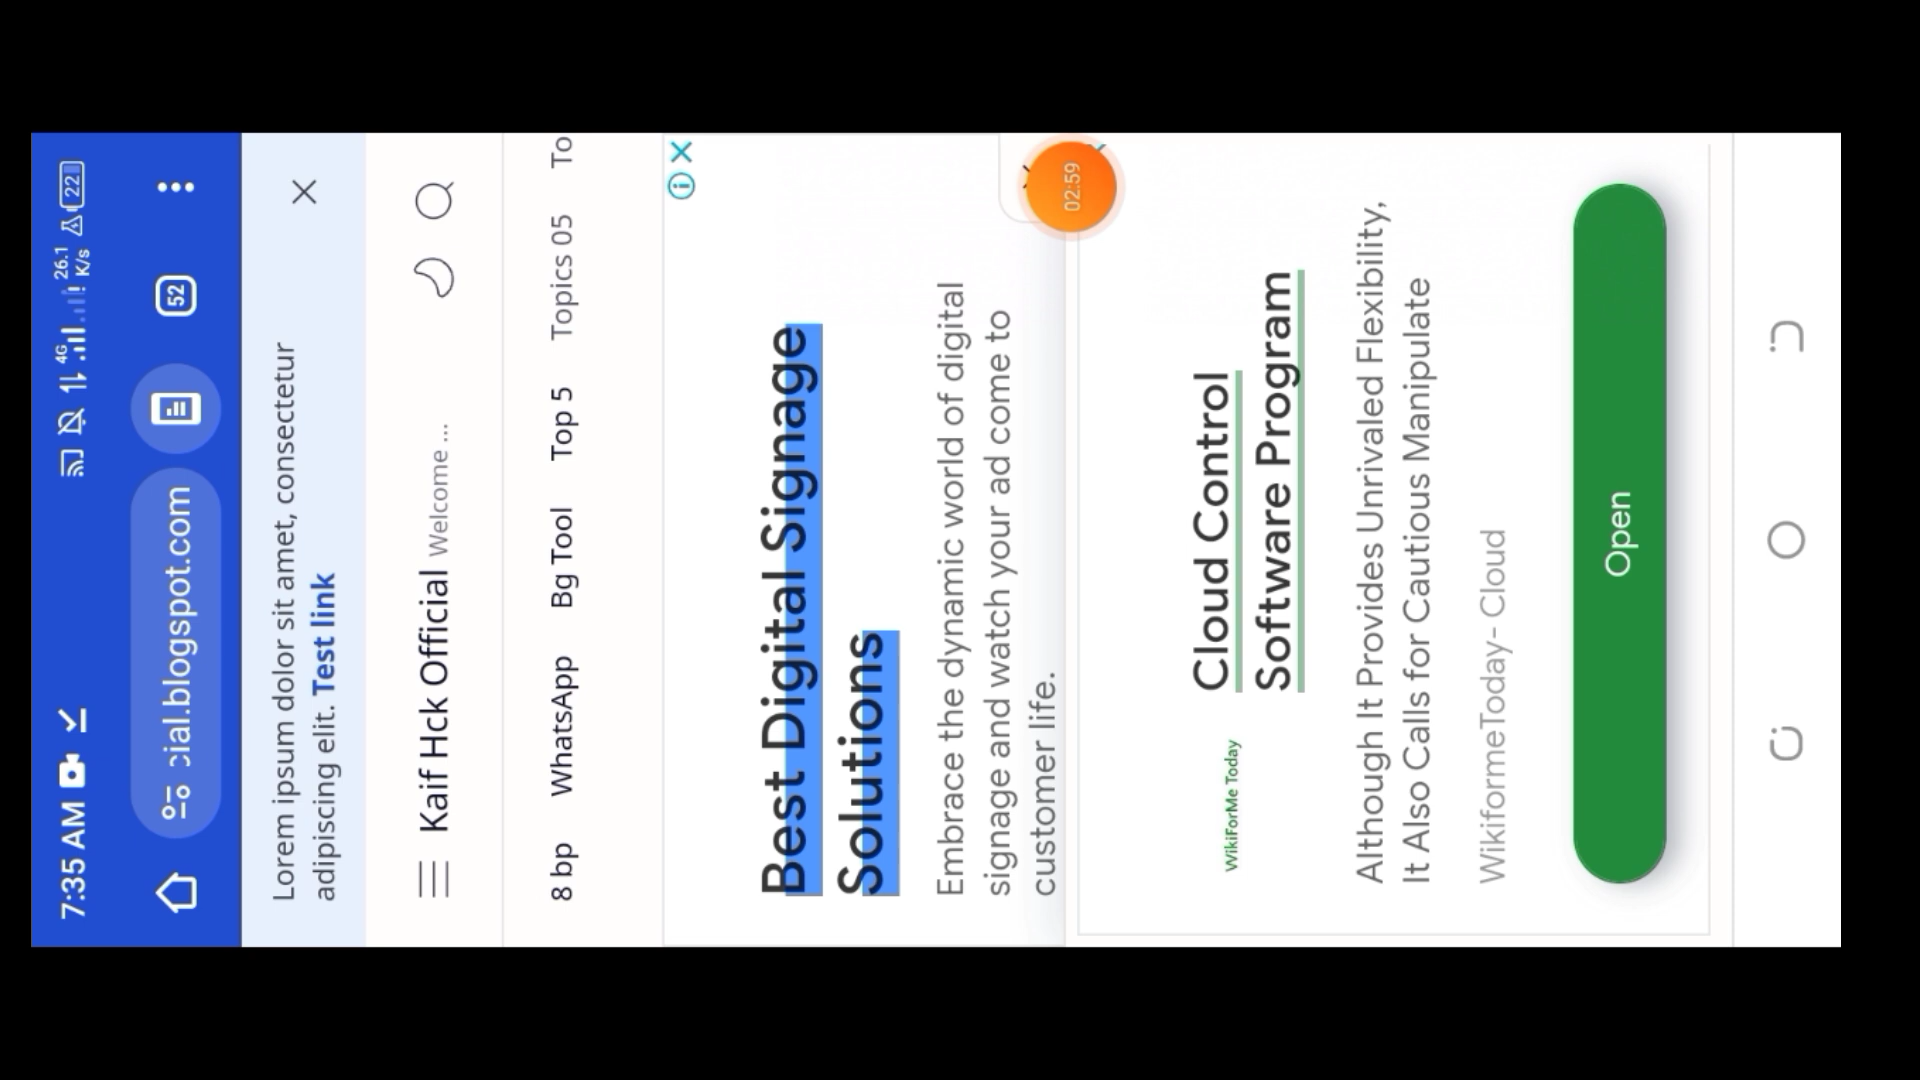 7:35 AM
4G 26.1 K/s 22
cial.blogspot.com
52
Lorem ipsum dolor sit amet, consectetur
adipiscing elit. Test link
Kaif Hck Official Welcome ...
8 bp WhatsApp Bg Tool Top 5 Topics 05 To
Best Digital Signage
Solutions
Embrace the dynamic world of digital
signage and watch your ad come to
customer life.
02:59
WikiForMe Today
Cloud Control
Software Program
Although It Provides Unrivaled Flexibility,
It Also Calls for Cautious Manipulate
WikiformeToday- Cloud
Open